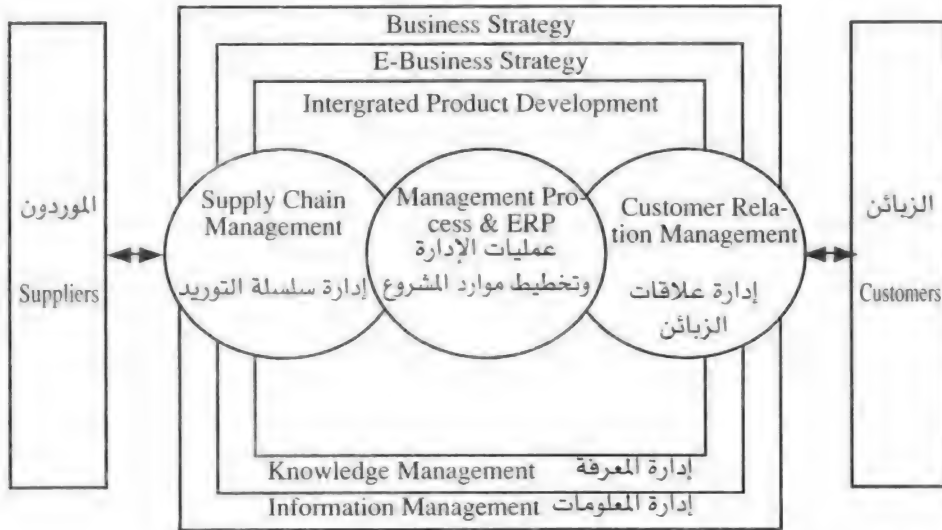 Business Strategy
E-Business Strategy
Intergrated Product Development
الموردون
Suppliers
Supply Chain
Management
إدارة سلسلة التوريد
Management Pro-
cess & ERP
عمليات الإدارة
وتخطيط موارد المشروع
Customer Rela-
tion Management
إدارة علاقات
الزبائن
الزبائن
Customers
Knowledge Management إدارة المعرفة
Information Management إدارة المعلومات